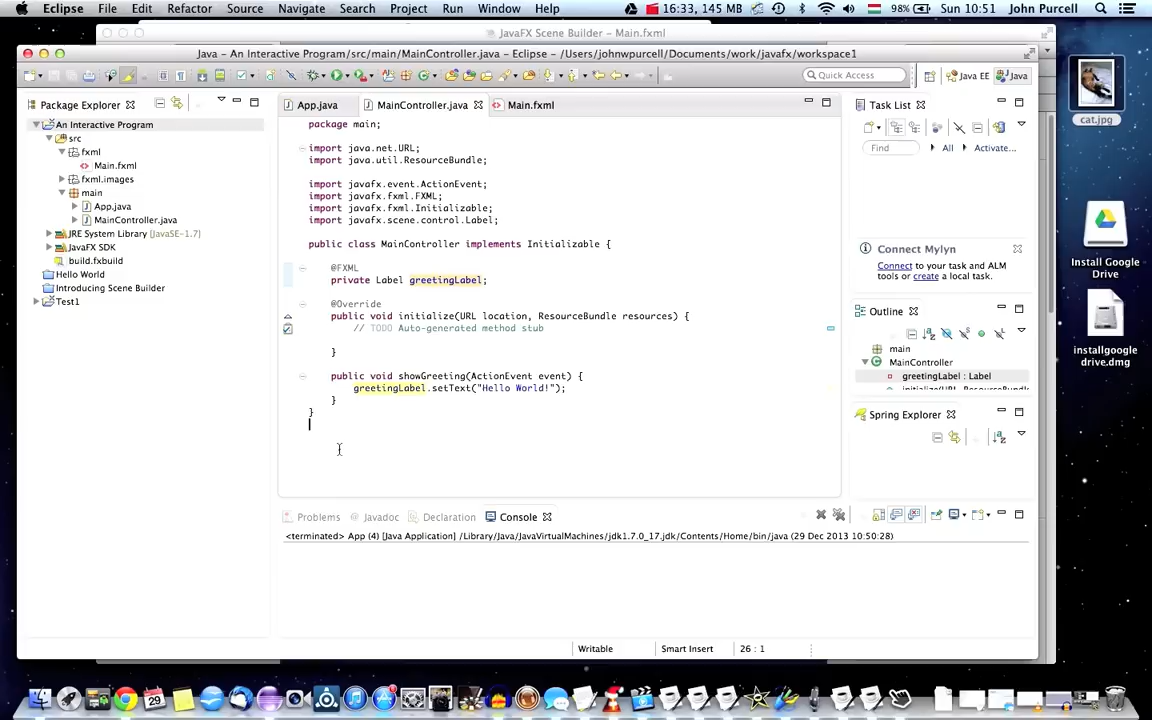 Eclipse File Edit Refactor Source Navigate Search Project Run Window Help 16:33, 145 MB 98% Sun 10:51 John Purcell
JavaFX Scene Builder - Main.fxml
Java - An Interactive Program/src/main/MainController.java - Eclipse - /Users/johnwpurcell/Documents/work/javafx/workspace1
Quick Access Java EE Java
Package Explorer
An Interactive Program
src
fxml
Main.fxml
fxml.images
main
App.java
MainController.java
JRE System Library [JavaSE-1.7]
JavaFX SDK
build.fxbuild
Hello World
Introducing Scene Builder
Test1
App.java MainController.java Main.fxml
package main;
import java.net.URL;
import java.util.ResourceBundle;
import javafx.event.ActionEvent;
import javafx.fxml.FXML;
import javafx.fxml.Initializable;
import javafx.scene.control.Label;
public class MainController implements Initializable {
@FXML
private Label greetingLabel;
@Override
public void initialize(URL location, ResourceBundle resources) {
// TODO Auto-generated method stub
}
public void showGreeting(ActionEvent event) {
greetingLabel.setText("Hello World!");
}
}
Task List
Find All Activate...
Connect Mylyn
Connect to your task and ALM
tools or create a local task.
Outline
main
MainController
greetingLabel : Label
Spring Explorer
Problems Javadoc Declaration Console
<terminated> App (4) [Java Application] /Library/Java/JavaVirtualMachines/jdk1.7.0_17.jdk/Contents/Home/bin/java (29 Dec 2013 10:50:28)
Writable Smart Insert 26 : 1
cat.jpg
Install Google
Drive
installgoogle
drive.dmg
29